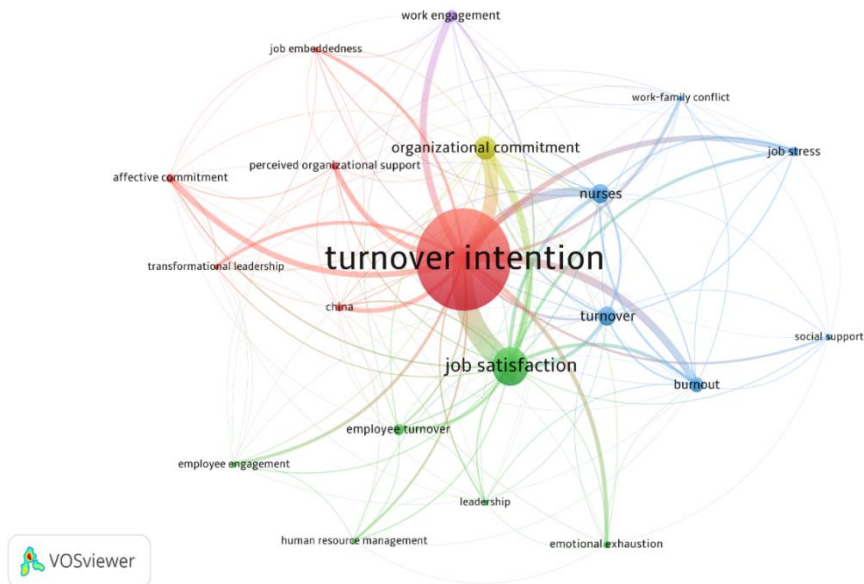 work engagement
job embeddedness
work-family conflict
organizational commitment
job stress
perceived organizational support
affective commitment
nurses
turnover intention
transformational leadership
china
turnover
social support
job satisfaction
burnout
employee turnover
employee engagement
leadership
human resource management
emotional exhaustion
VOSviewer